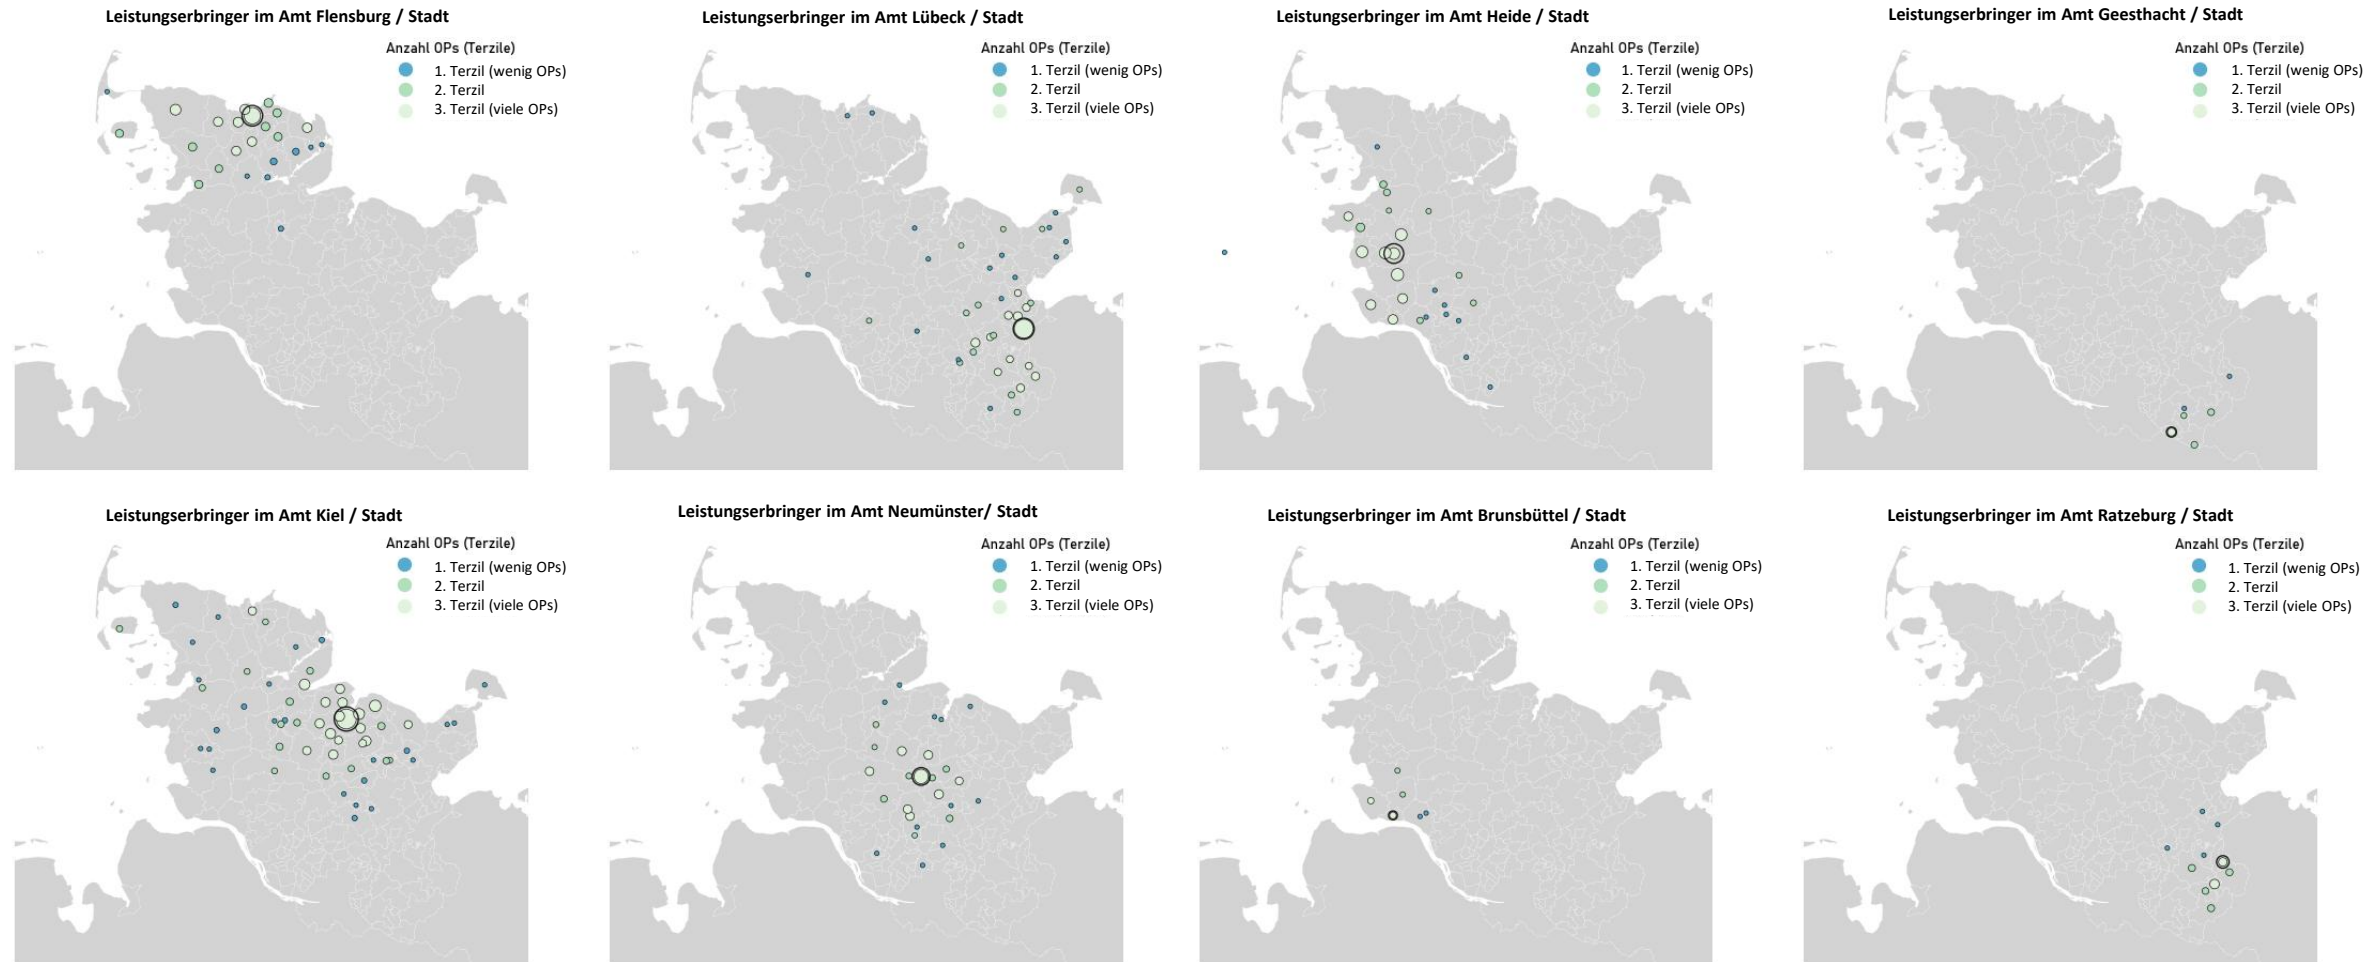 Leistungserbringer im Amt Flensburg / Stadt
Anzahl OPs (Terzile)
1. Terzil (wenig OPs)
2. Terzil
3. Terzil (viele OPs)
Leistungserbringer im Amt Lübeck / Stadt
Anzahl OPs (Terzile)
1. Terzil (wenig OPs)
2. Terzil
3. Terzil (viele OPs)
Leistungserbringer im Amt Heide / Stadt
Anzahl OPs (Terzile)
1. Terzil (wenig OPs)
2. Terzil
3. Terzil (viele OPs)
Leistungserbringer im Amt Geesthacht / Stadt
Anzahl OPs (Terzile)
1. Terzil (wenig OPs)
2. Terzil
3. Terzil (viele OPs)
Leistungserbringer im Amt Kiel / Stadt
Anzahl OPs (Terzile)
1. Terzil (wenig OPs)
2. Terzil
3. Terzil (viele OPs)
Leistungserbringer im Amt Neumünster/ Stadt
Anzahl OPs (Terzile)
1. Terzil (wenig OPs)
2. Terzil
3. Terzil (viele OPs)
Leistungserbringer im Amt Brunsbüttel / Stadt
Anzahl OPs (Terzile)
1. Terzil (wenig OPs)
2. Terzil
3. Terzil (viele OPs)
Leistungserbringer im Amt Ratzeburg / Stadt
Anzahl OPs (Terzile)
1. Terzil (wenig OPs)
2. Terzil
3. Terzil (viele OPs)